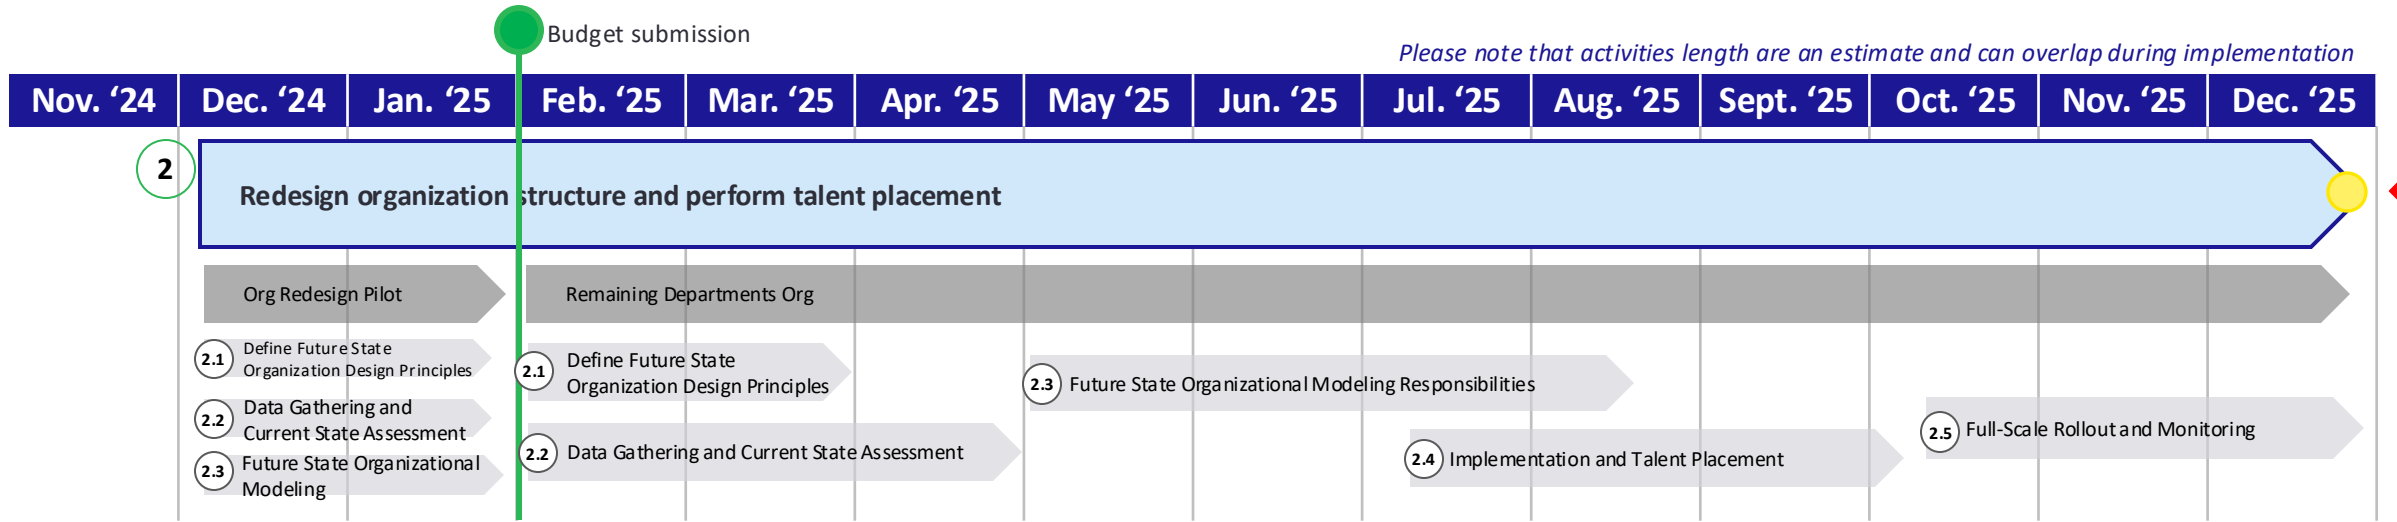 Budget submission
Please note that activities length are an estimate and can overlap during implementation
Nov. ‘24 Dec. ‘24 Jan. ‘25 Feb. ‘25 Mar. ‘25 Apr. ‘25 May ‘25 Jun. ‘25 Jul. ‘25 Aug. ‘25 Sept. ‘25 Oct. ‘25 Nov. ‘25 Dec. ‘25
2
Redesign organization structure and perform talent placement
Org Redesign Pilot
Remaining Departments Org
2.1
Define Future State
Organization Design Principles
2.2
Data Gathering and
Current State Assessment
2.3
Future State Organizational
Modeling
2.1
Define Future State
Organization Design Principles
2.2
Data Gathering and Current State Assessment
2.3
Future State Organizational Modeling Responsibilities
2.4
Implementation and Talent Placement
2.5
Full-Scale Rollout and Monitoring